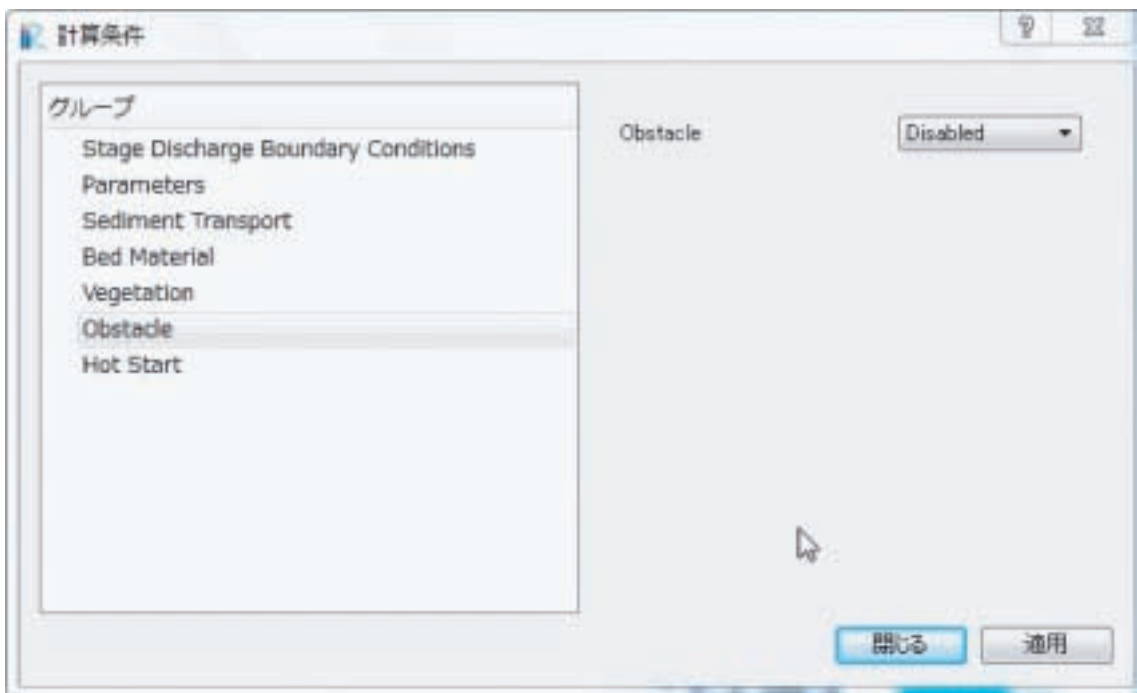 計算条件
グループ
Stage Discharge Boundary Conditions
Parameters
Sediment Transport
Bed Material
Vegetation
Obstacle
Hot Start
Obstacle
Disabled
閉じる
適用